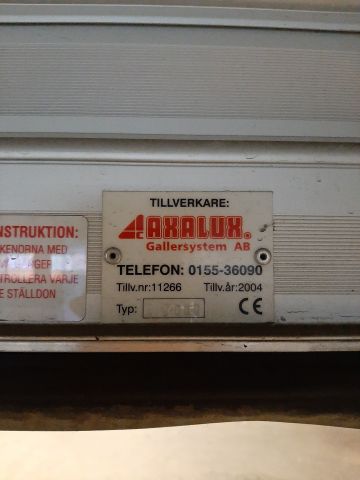 TILLVERKARE:
AXALUX®
Gallersystem AB
TELEFON: 0155-36090
Tillv.nr:11266 Tillv.år:2004
Typ: CE
NSTRUKTION:
KENORNA MED
TROLLERA VARJE
E STÄLLDON